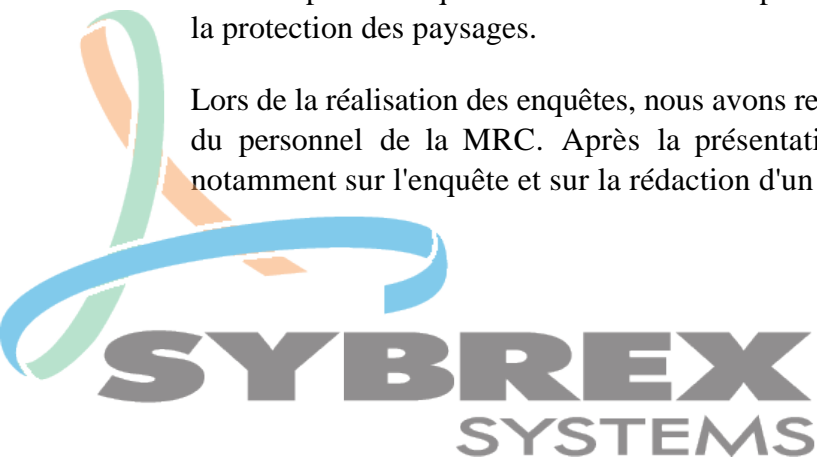 la protection des paysages.
Lors de la réalisation des enquêtes, nous avons re
du personnel de la MRC. Après la présentati
notamment sur l'enquête et sur la rédaction d'un
SYBREX
SYSTEMS